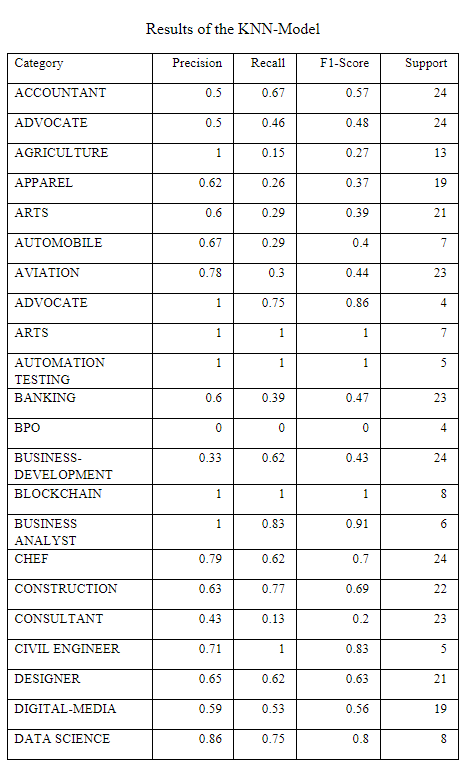 Results of the KNN-Model
Category Precision Recall F1-Score Support
ACCOUNTANT 0.5 0.67 0.57 24
ADVOCATE 0.5 0.46 0.48 24
AGRICULTURE 1 0.15 0.27 13
APPAREL 0.62 0.26 0.37 19
ARTS 0.6 0.29 0.39 21
AUTOMOBILE 0.67 0.29 0.4 7
AVIATION 0.78 0.3 0.44 23
ADVOCATE 1 0.75 0.86 4
ARTS 1 1 1 7
AUTOMATION 1 1 1 5
TESTING
BANKING 0.6 0.39 0.47 23
BPO 0 0 0 4
BUSINESS- 0.33 0.62 0.43 24
DEVELOPMENT
BLOCKCHAIN 1 1 1 8
BUSINESS 1 0.83 0.91 6
ANALYST
CHEF 0.79 0.62 0.7 24
CONSTRUCTION 0.63 0.77 0.69 22
CONSULTANT 0.43 0.13 0.2 23
CIVIL ENGINEER 0.71 1 0.83 5
DESIGNER 0.65 0.62 0.63 21
DIGITAL-MEDIA 0.59 0.53 0.56 19
DATA SCIENCE 0.86 0.75 0.8 8